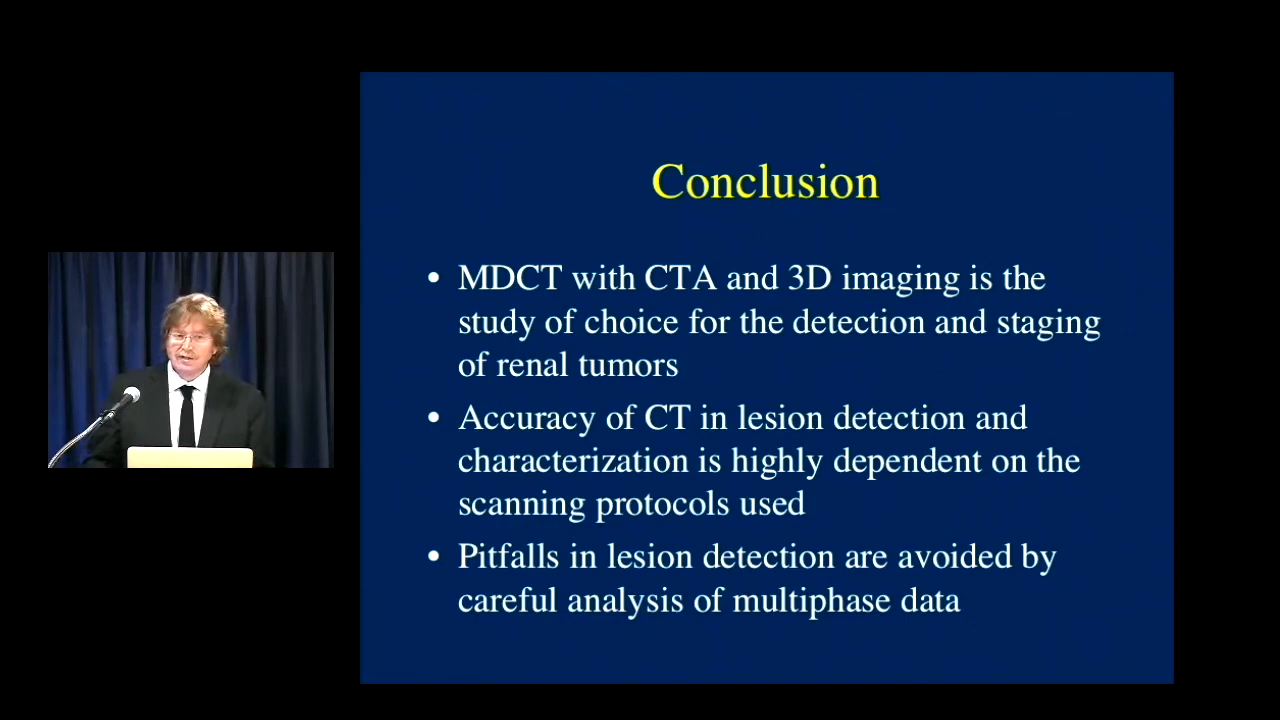 Conclusion
• MDCT with CTA and 3D imaging is the
study of choice for the detection and staging
of renal tumors
• Accuracy of CT in lesion detection and
characterization is highly dependent on the
scanning protocols used
• Pitfalls in lesion detection are avoided by
careful analysis of multiphase data